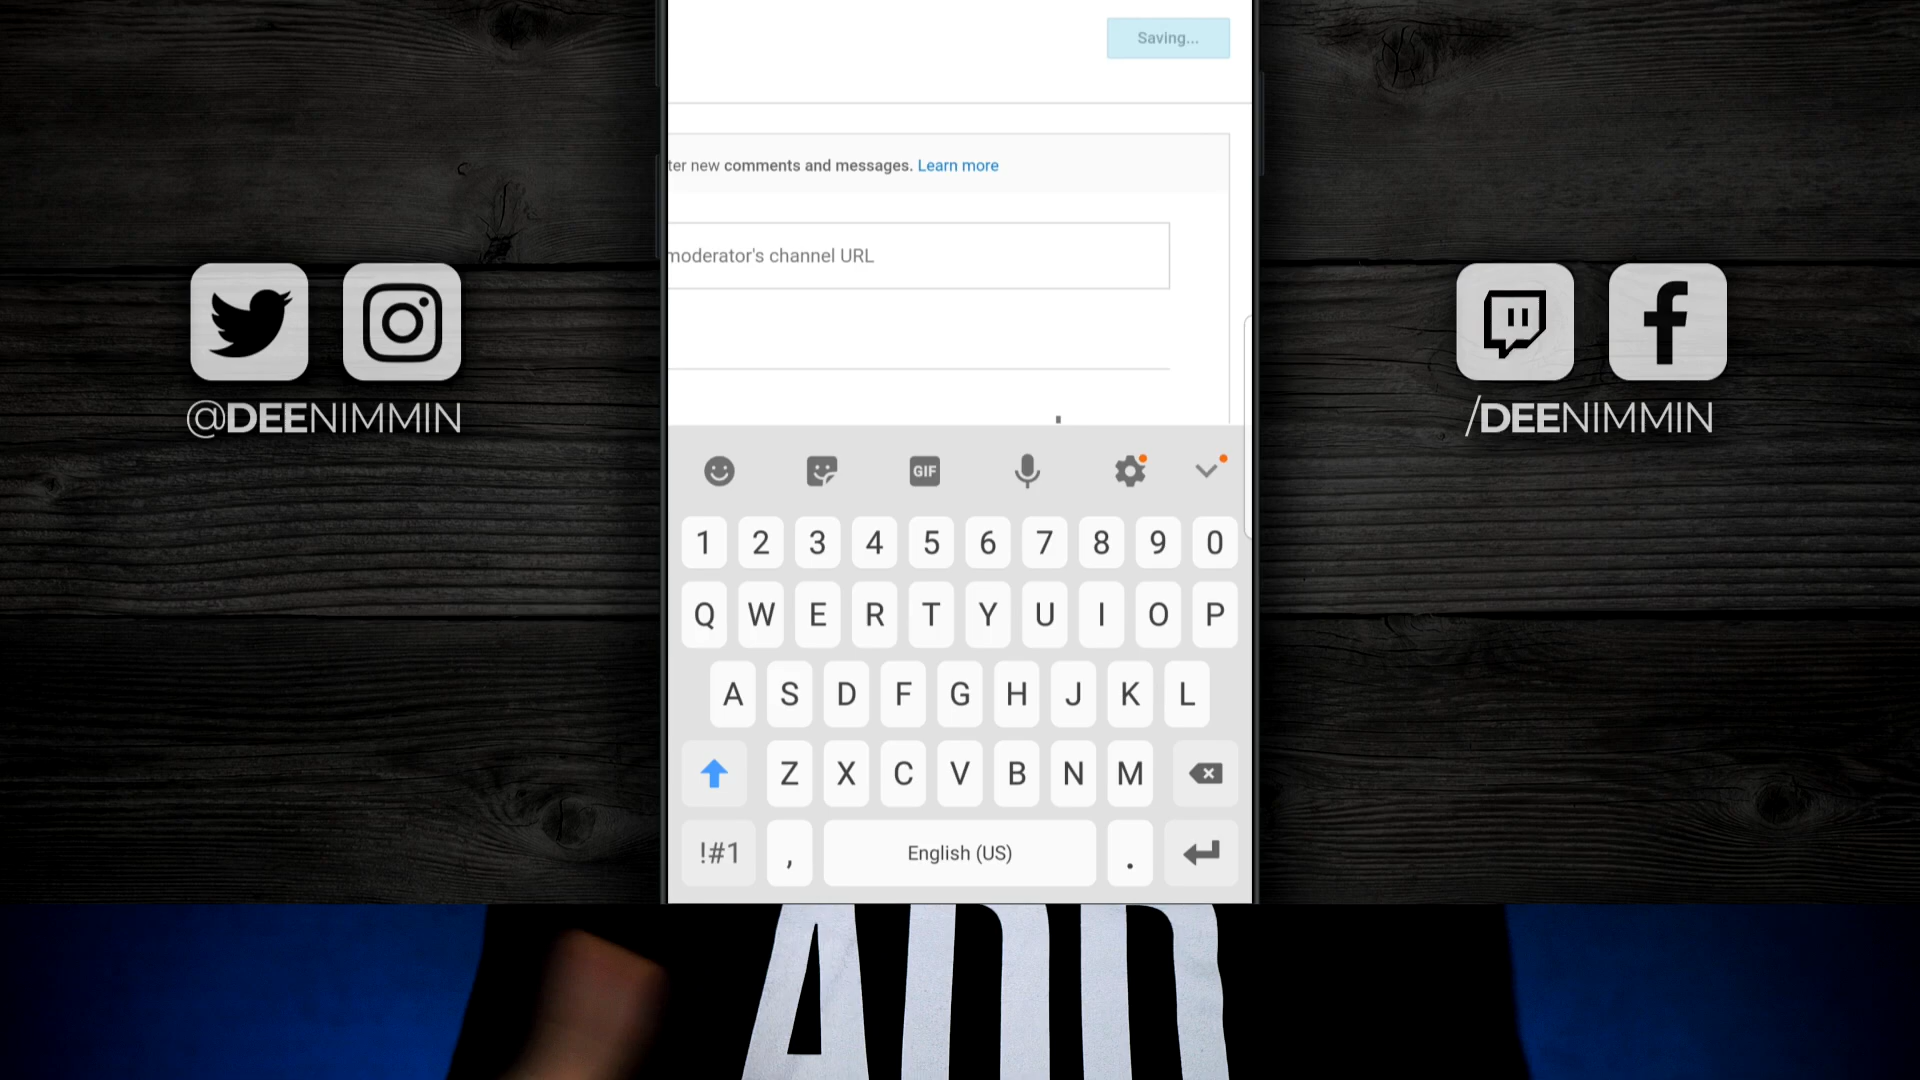 Saving...
ter new comments and messages. Learn more
moderator's channel URL
@DEENIMMIN
/DEENIMMIN
GIF
1 2 3 4 5 6 7 8 9 0
Q W E R T Y U I O P
A S D F G H J K L
Z X C V B N M
!#1 , English (US) .